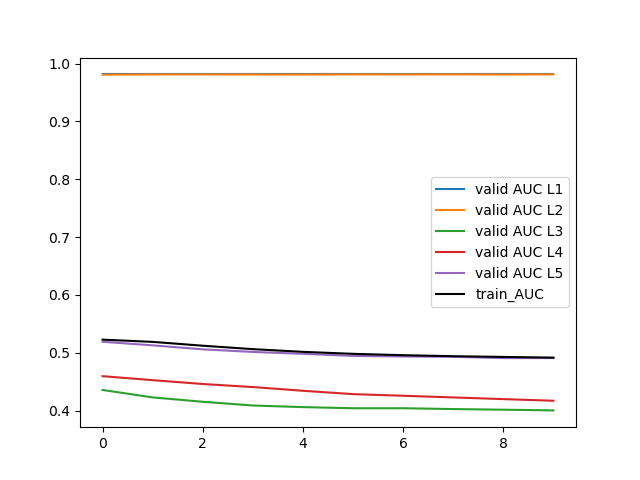 1.0
0.9
0.8
0.7
0.6
0.5
0.4
valid AUC L1
valid AUC L2
valid AUC L3
valid AUC L4
valid AUC L5
train_AUC
0 2 4 6 8